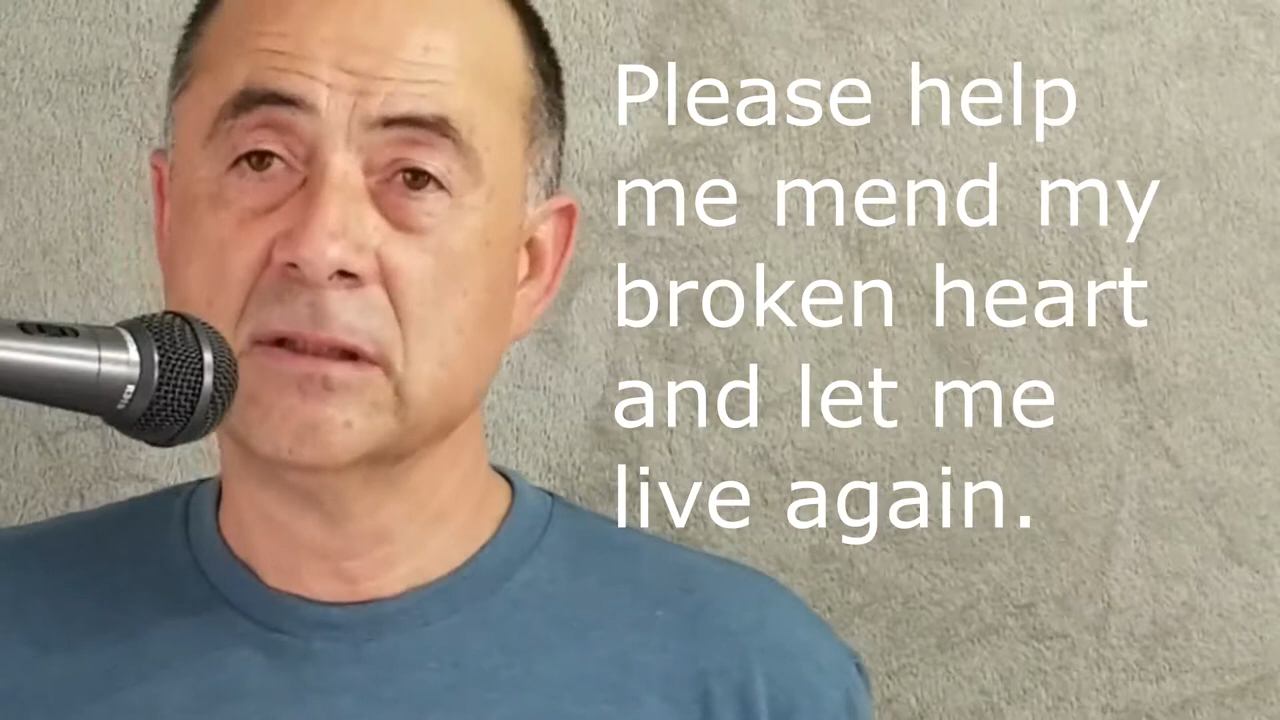 Please help
me mend my
broken heart
and let me
live again.